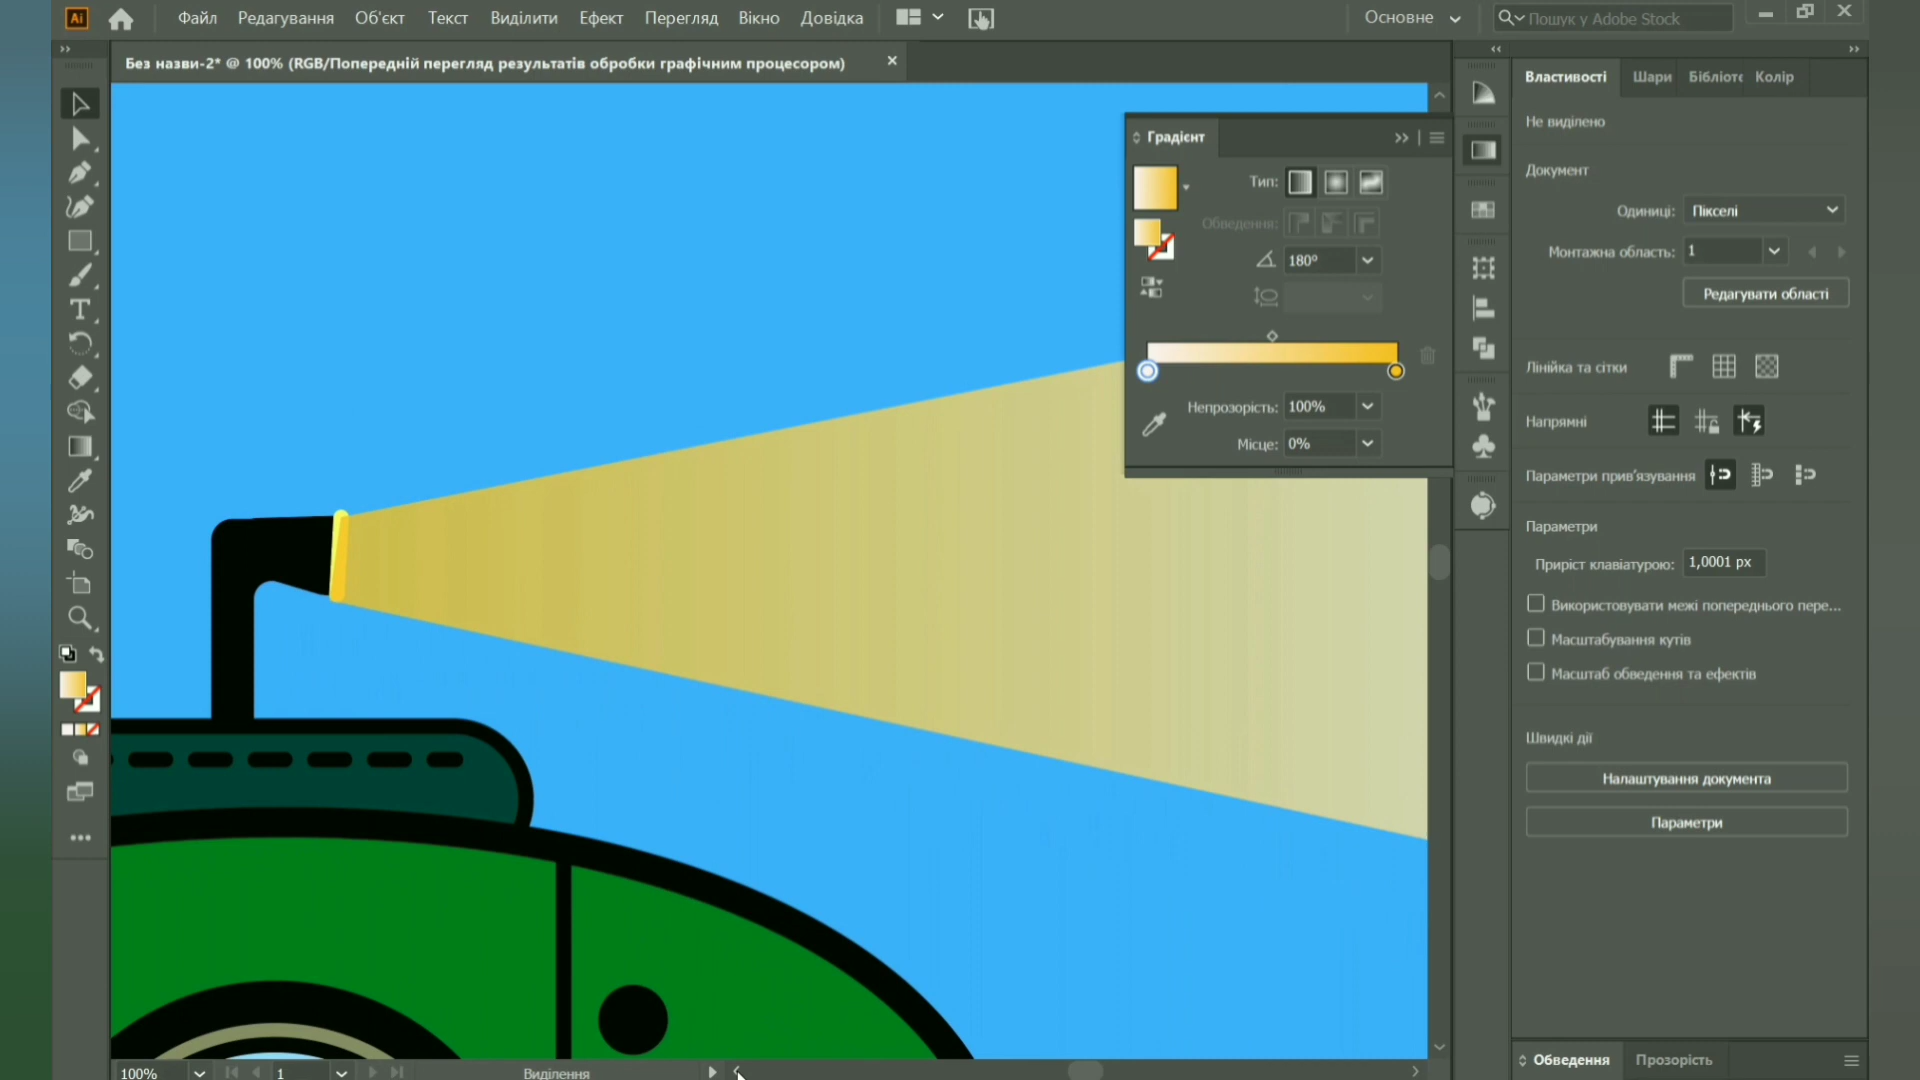 Ai
Файл Редагування Об'єкт Текст Виділити Ефект Перегляд Вікно Довідка
Основне
Пошук у Adobe Stock
Без назви-2* @ 100% (RGB/Попередній перегляд результатів обробки графічним процесором)
Градієнт
Тип:
Обведення:
180°
Непрозорість: 100%
Місце: 0%
Властивості Шари Бібліоте Колір
Не виділено
Документ
Одиниці: Пікселі
Монтажна область: 1
Редагувати області
Лінійка та сітки
Напрямні
Параметри прив'язування
Параметри
Приріст клавіатурою: 1,0001 px
Використовувати межі попереднього пере...
Масштабування кутів
Масштаб обведення та ефектів
Швидкі дії
Налаштування документа
Параметри
Обведення Прозорість
100% 1 Виділення